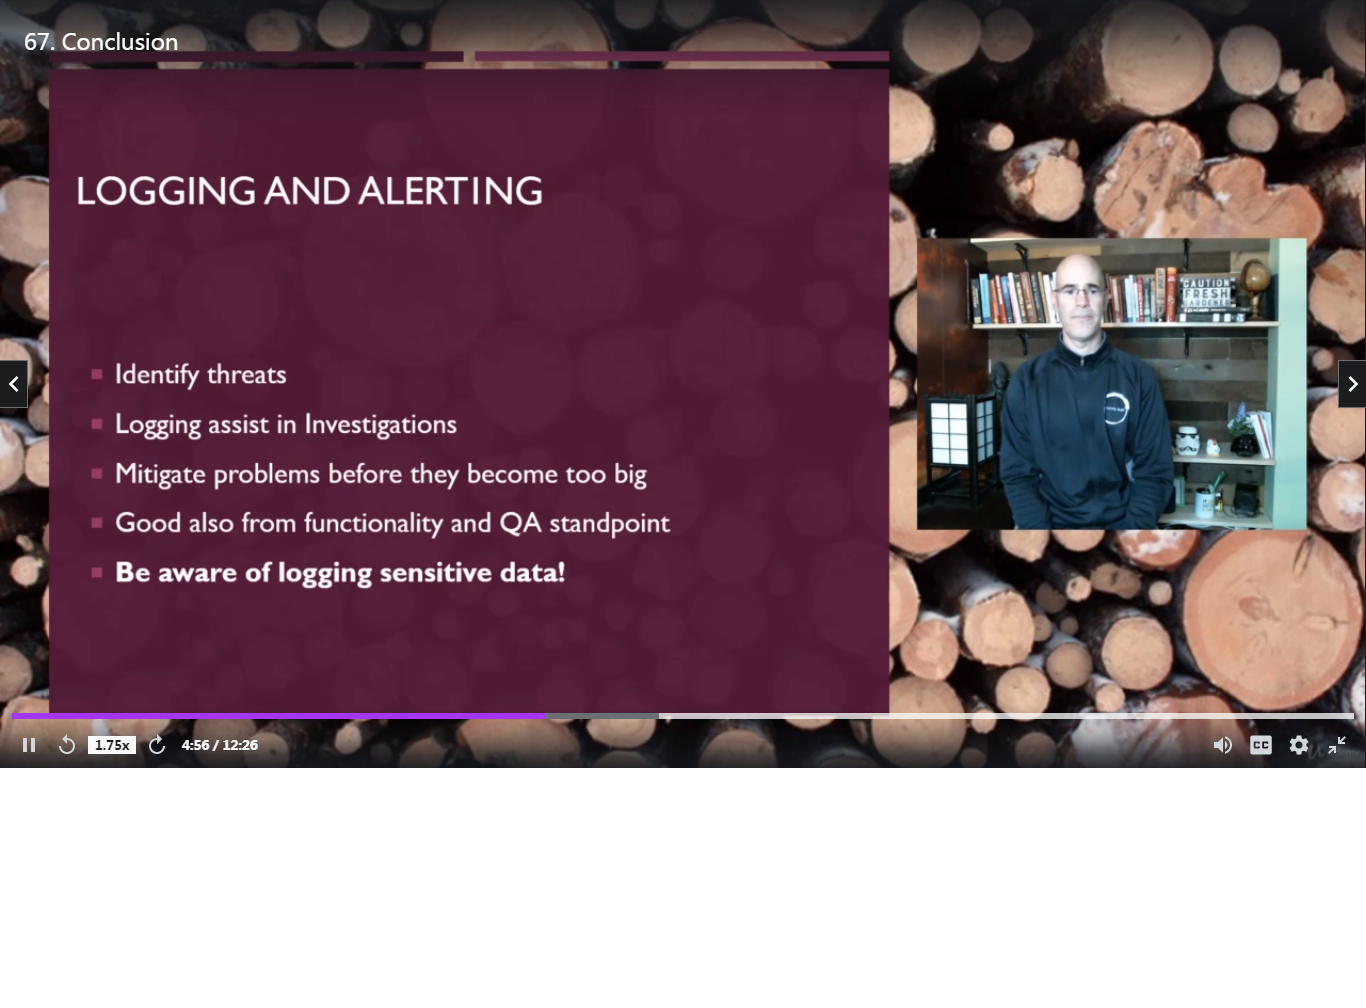 67. Conclusion
LOGGING AND ALERTING
Identify threats
Logging assist in Investigations
Mitigate problems before they become too big
Good also from functionality and QA standpoint
Be aware of logging sensitive data!
CAUTION
FRESH
GARDENER
1.75x
4:56 / 12:26
CC